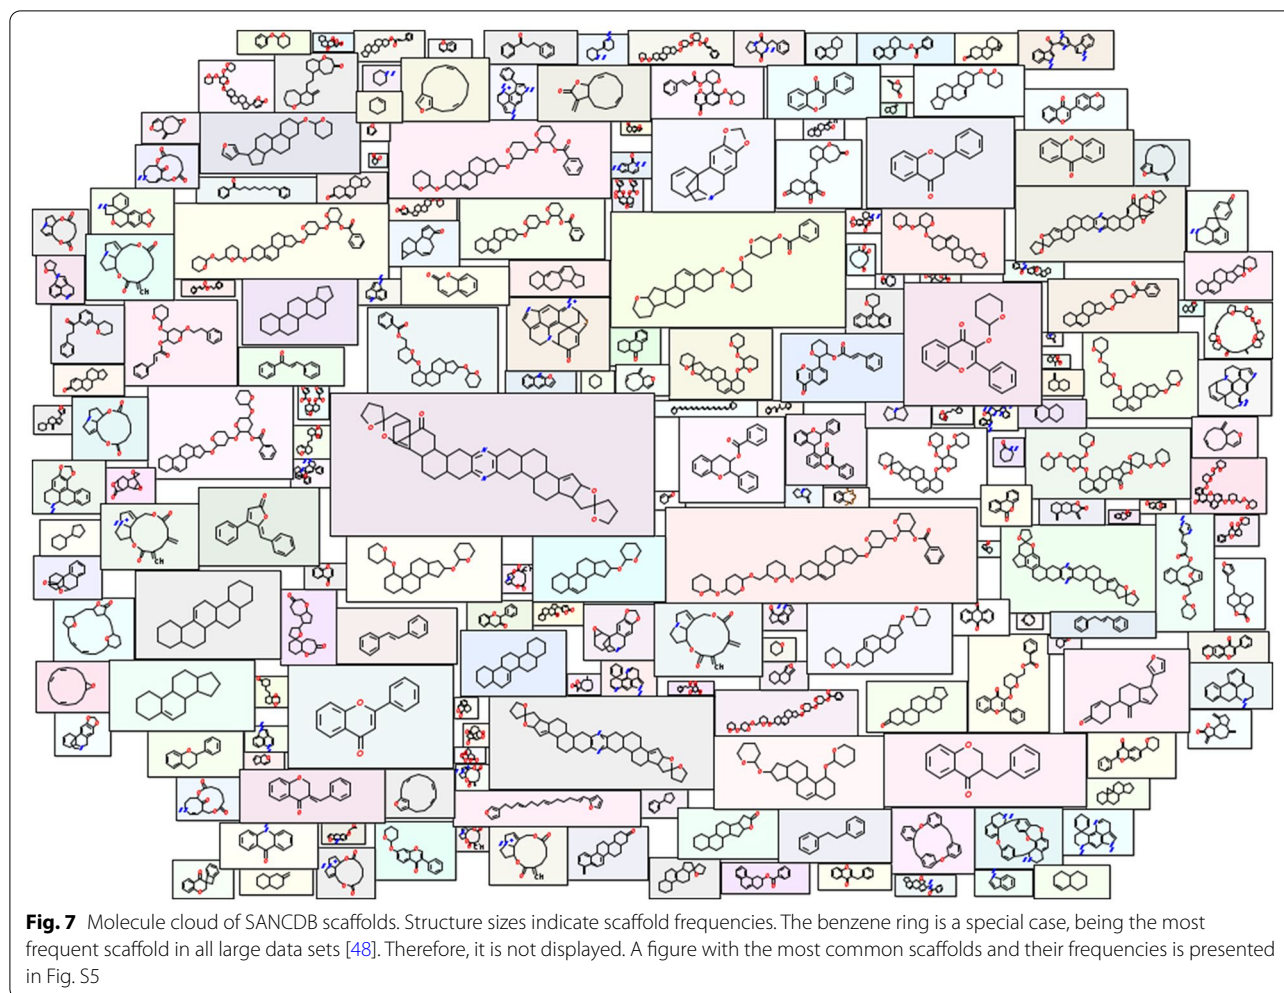 Fig. 7 Molecule cloud of SANCDB scaffolds. Structure sizes indicate scaffold frequencies. The benzene ring is a special case, being the most
frequent scaffold in all large data sets [48]. Therefore, it is not displayed. A figure with the most common scaffolds and their frequencies is presented
in Fig. S5